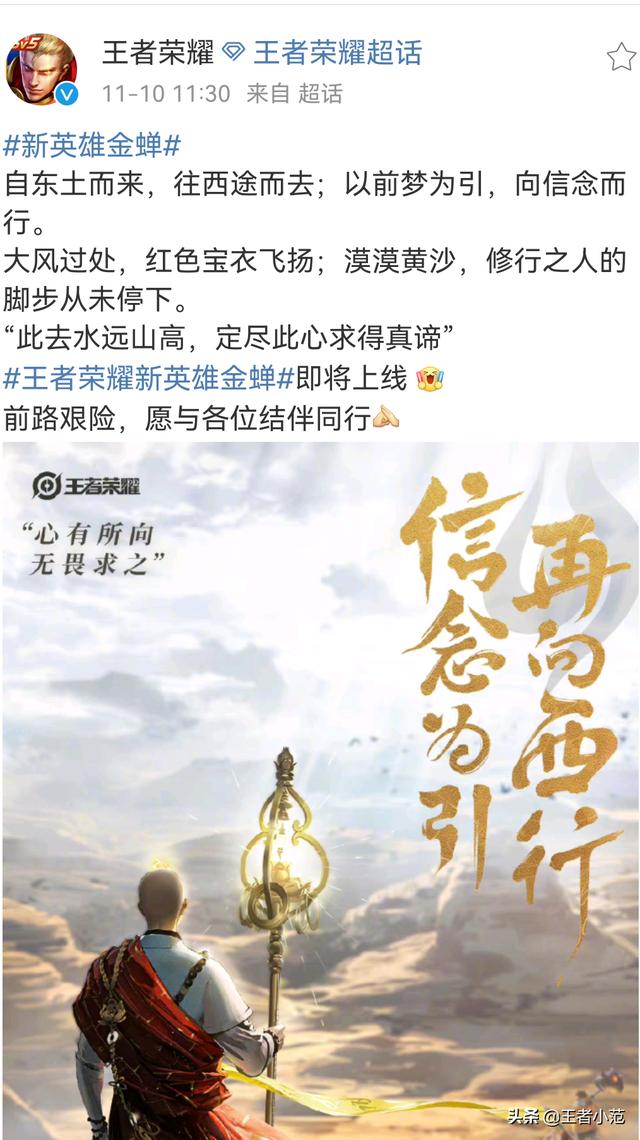 王者荣耀 王者荣耀超话
11-10 11:30 来自 超话
#新英雄金蝉#
自东土而来，往西途而去；以前梦为引，向信念而
行。
大风过处，红色宝衣飞扬；漠漠黄沙，修行之人的
脚步从未停下。
“此去水远山高，定尽此心求得真谛”
#王者荣耀新英雄金蝉#即将上线
前路艰险，愿与各位结伴同行
王者荣耀
“心有所向
无畏求之”
再向西行
信念为引
头条 @王者小范